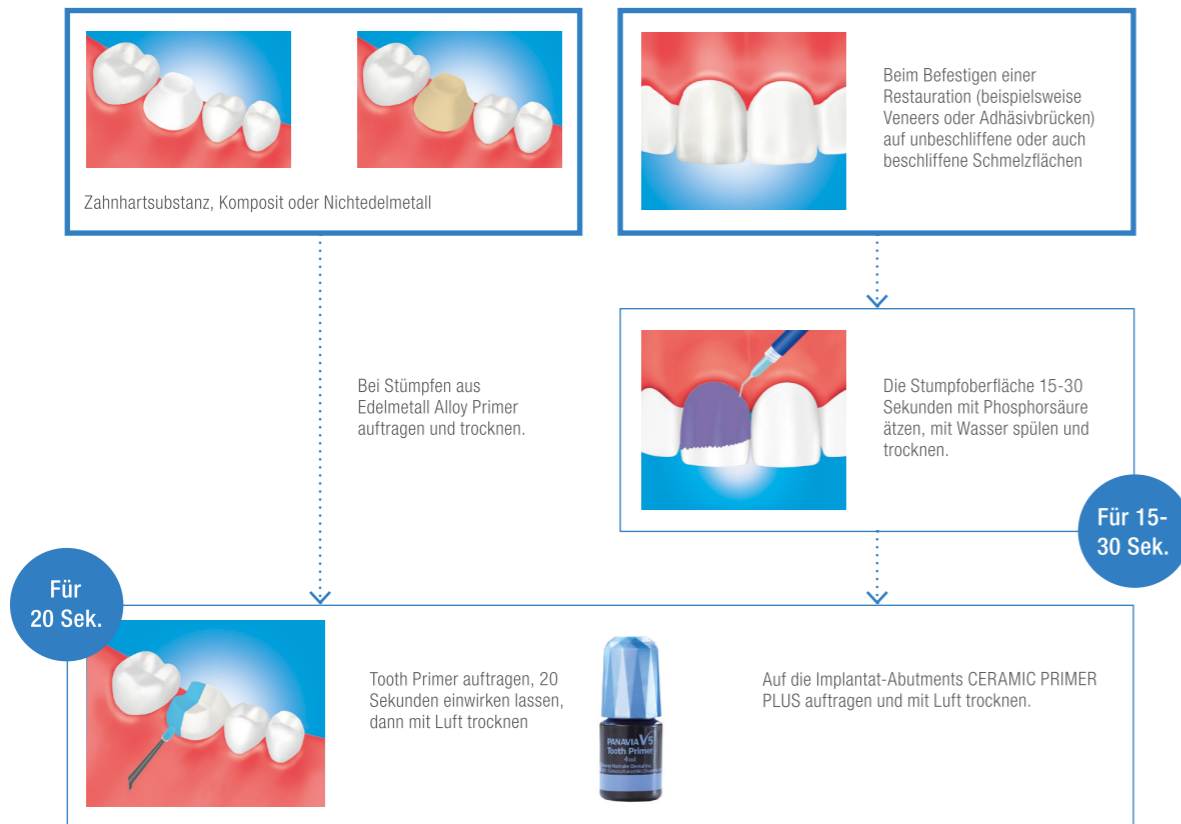 Zahnhartsubstanz, Komposit oder Nichtedelmetall
Beim Befestigen einer
Restauration (beispielsweise
Veneers oder Adhäsivbrücken)
auf unbeschliffene oder auch
beschliffene Schmelzflächen
Bei Stümpfen aus
Edelmetall Alloy Primer
auftragen und trocknen.
Die Stumpfoberfläche 15-30
Sekunden mit Phosphorsäure
ätzen, mit Wasser spülen und
trocknen.
Für 15-
30 Sek.
Für
20 Sek.
Tooth Primer auftragen, 20
Sekunden einwirken lassen,
dann mit Luft trocknen
PANAVIA V5
Tooth Primer
4 ml
Auf die Implantat-Abutments CERAMIC PRIMER
PLUS auftragen und mit Luft trocknen.